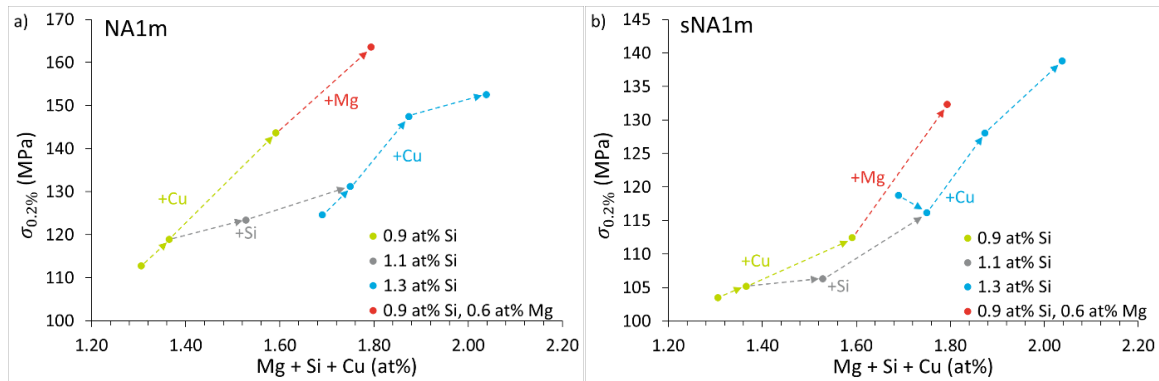 a)
NA1m
170
160
150
140
130
120
110
100
σ0.2% (MPa)
+Mg
+Cu
+Cu
+Si
0.9 at% Si
1.1 at% Si
1.3 at% Si
0.9 at% Si, 0.6 at% Mg
1.20 1.40 1.60 1.80 2.00 2.20
Mg + Si + Cu (at%)
b)
sNA1m
145
140
135
130
125
120
115
110
105
100
σ0.2% (MPa)
+Mg
+Cu
+Cu
+Si
0.9 at% Si
1.1 at% Si
1.3 at% Si
0.9 at% Si, 0.6 at% Mg
1.20 1.40 1.60 1.80 2.00 2.20
Mg + Si + Cu (at%)